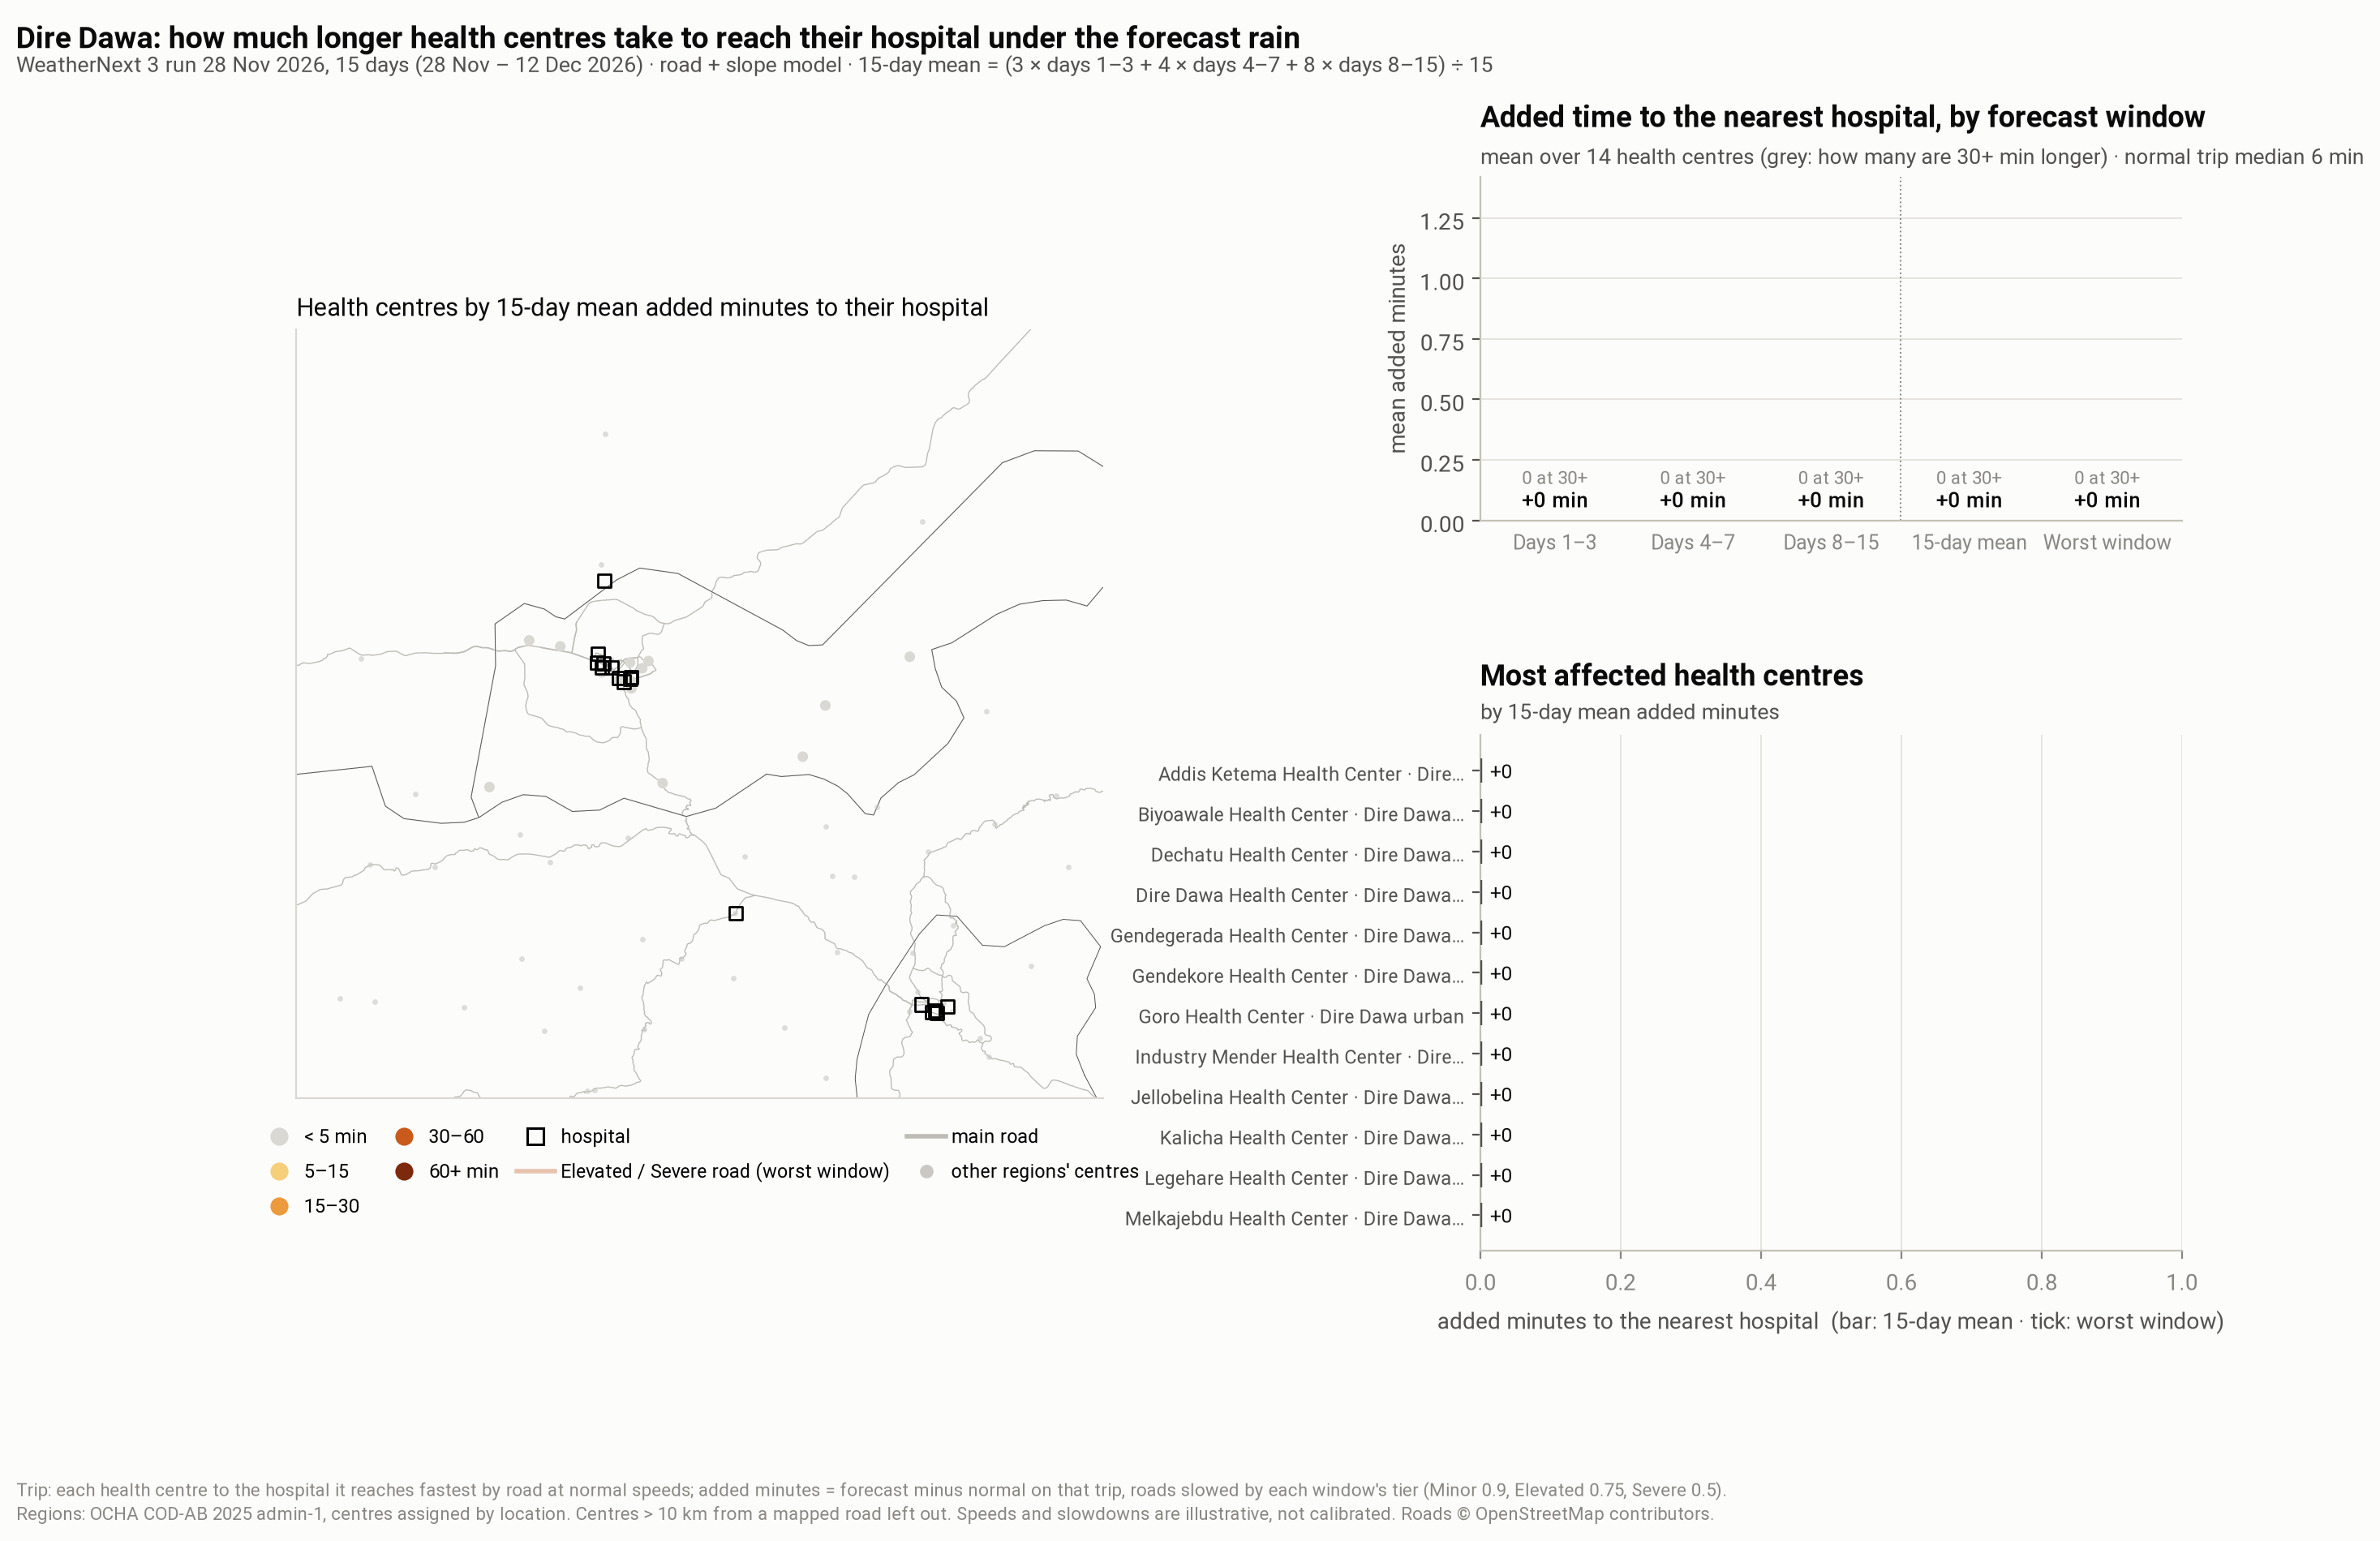 Dire Dawa: how much longer health centres take to reach their hospital under the forecast rain
WeatherNext 3 run 28 Nov 2026, 15 days (28 Nov – 12 Dec 2026) · road + slope model · 15-day mean = (3 × days 1–3 + 4 × days 4–7 + 8 × days 8–15) ÷ 15
Health centres by 15-day mean added minutes to their hospital
< 5 min
5–15
15–30
30–60
60+ min
hospital
Elevated / Severe road (worst window)
main road
other regions' centres
Added time to the nearest hospital, by forecast window
mean over 14 health centres (grey: how many are 30+ min longer) · normal trip median 6 min
mean added minutes
1.25
1.00
0.75
0.50
0.25
0.00
0 at 30+
+0 min
0 at 30+
+0 min
0 at 30+
+0 min
0 at 30+
+0 min
0 at 30+
+0 min
Days 1–3
Days 4–7
Days 8–15
15-day mean
Worst window
Most affected health centres
by 15-day mean added minutes
Addis Ketema Health Center · Dire... +0
Biyoawale Health Center · Dire Dawa... +0
Dechatu Health Center · Dire Dawa... +0
Dire Dawa Health Center · Dire Dawa... +0
Gendegerada Health Center · Dire Dawa... +0
Gendekore Health Center · Dire Dawa... +0
Goro Health Center · Dire Dawa urban +0
Industry Mender Health Center · Dire... +0
Jellobelina Health Center · Dire Dawa... +0
Kalicha Health Center · Dire Dawa... +0
Legehare Health Center · Dire Dawa... +0
Melkajebdu Health Center · Dire Dawa... +0
0.0 0.2 0.4 0.6 0.8 1.0
added minutes to the nearest hospital (bar: 15-day mean · tick: worst window)
Trip: each health centre to the hospital it reaches fastest by road at normal speeds; added minutes = forecast minus normal on that trip, roads slowed by each window's tier (Minor 0.9, Elevated 0.75, Severe 0.5).
Regions: OCHA COD-AB 2025 admin-1, centres assigned by location. Centres > 10 km from a mapped road left out. Speeds and slowdowns are illustrative, not calibrated. Roads © OpenStreetMap contributors.